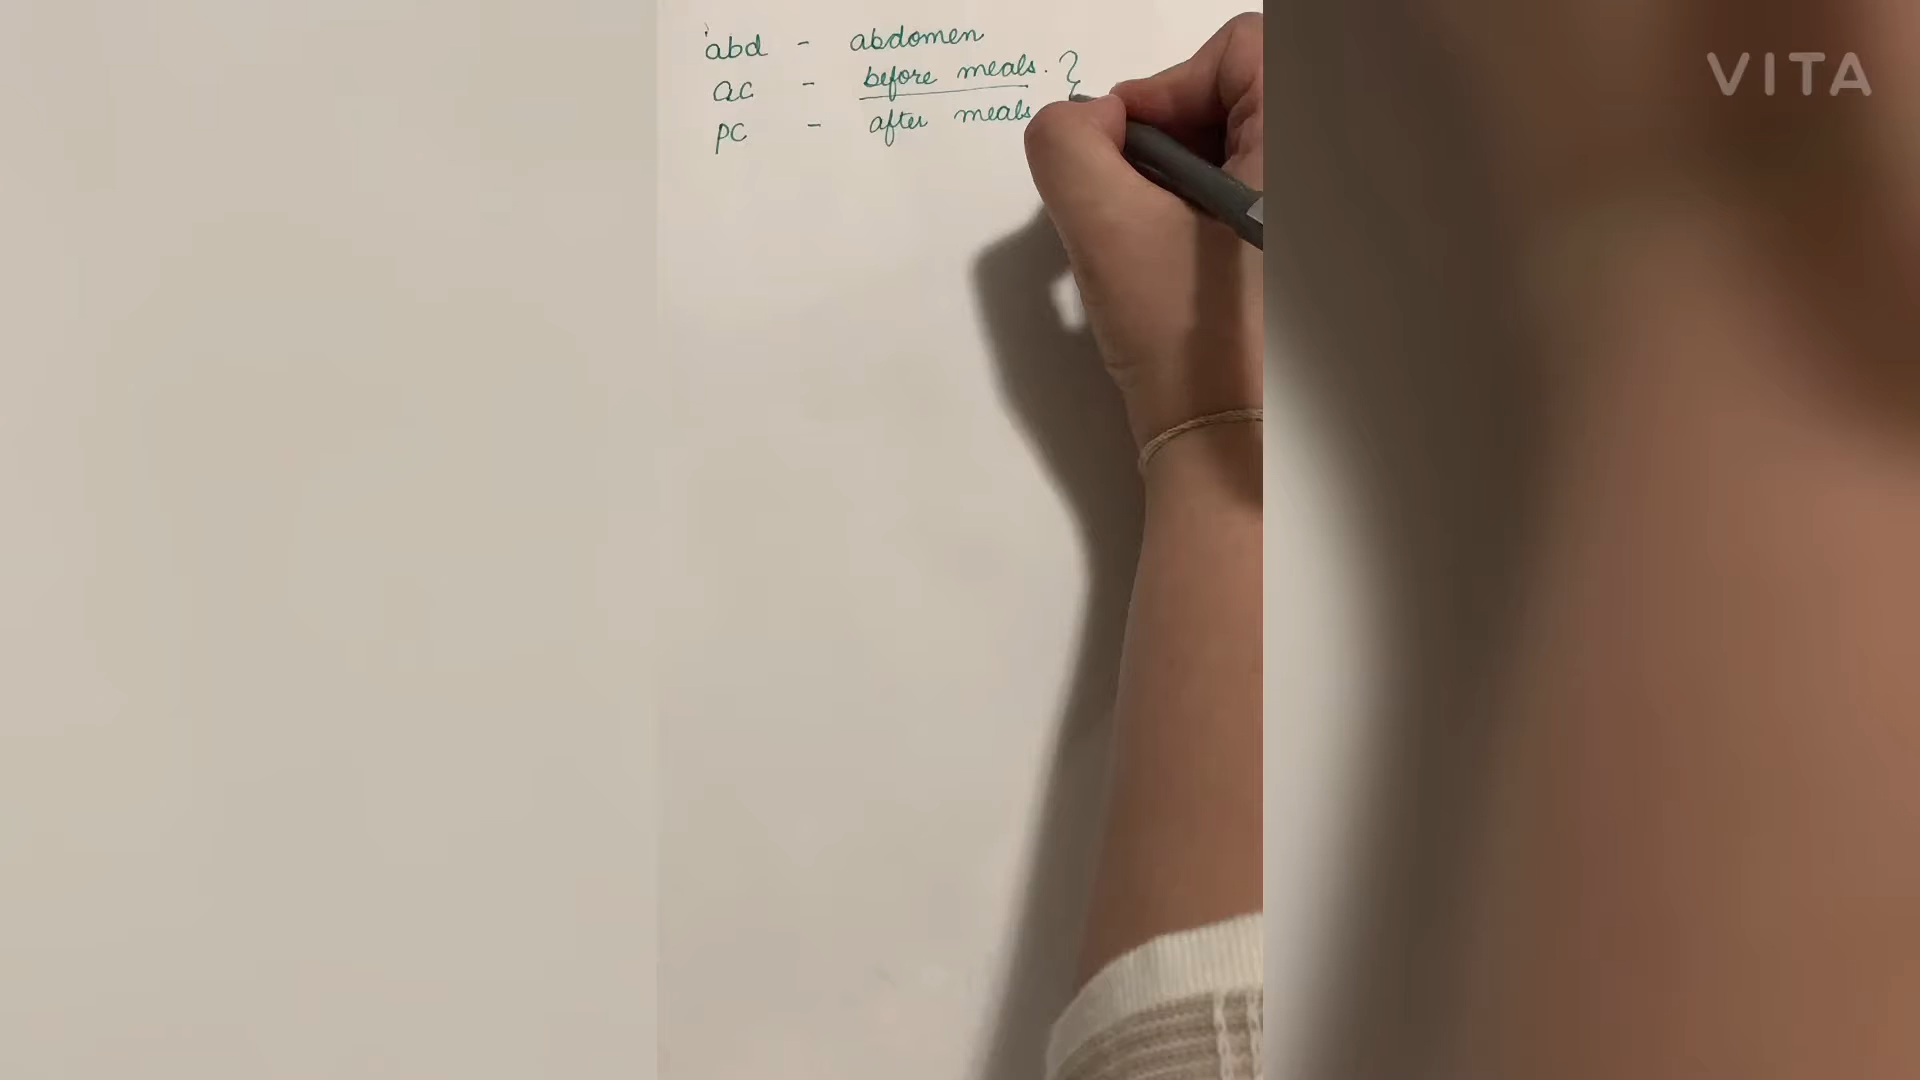 abd - abdomen
ac - before meals. }
pc - after meals
VITA